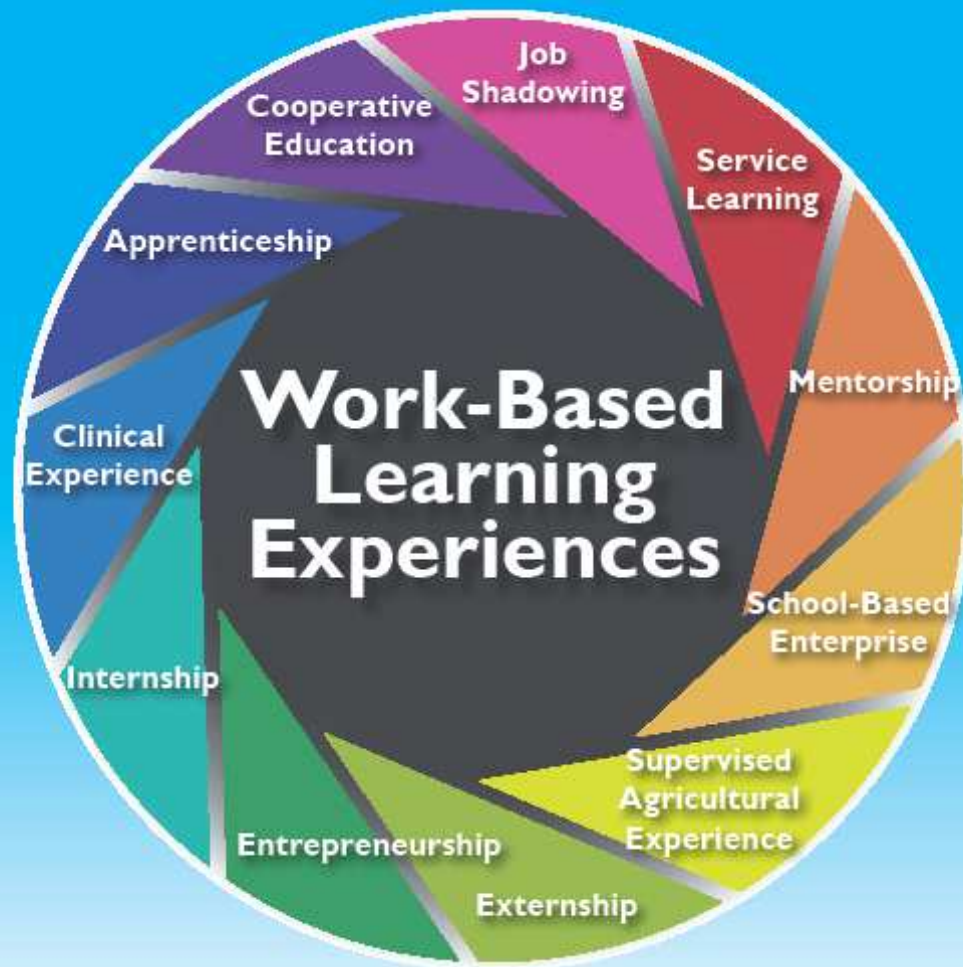 Work-Based
Learning
Experiences
Job
Shadowing
Service
Learning
Mentorship
School-Based
Enterprise
Supervised
Agricultural
Experience
Externship
Entrepreneurship
Internship
Clinical
Experience
Apprenticeship
Cooperative
Education